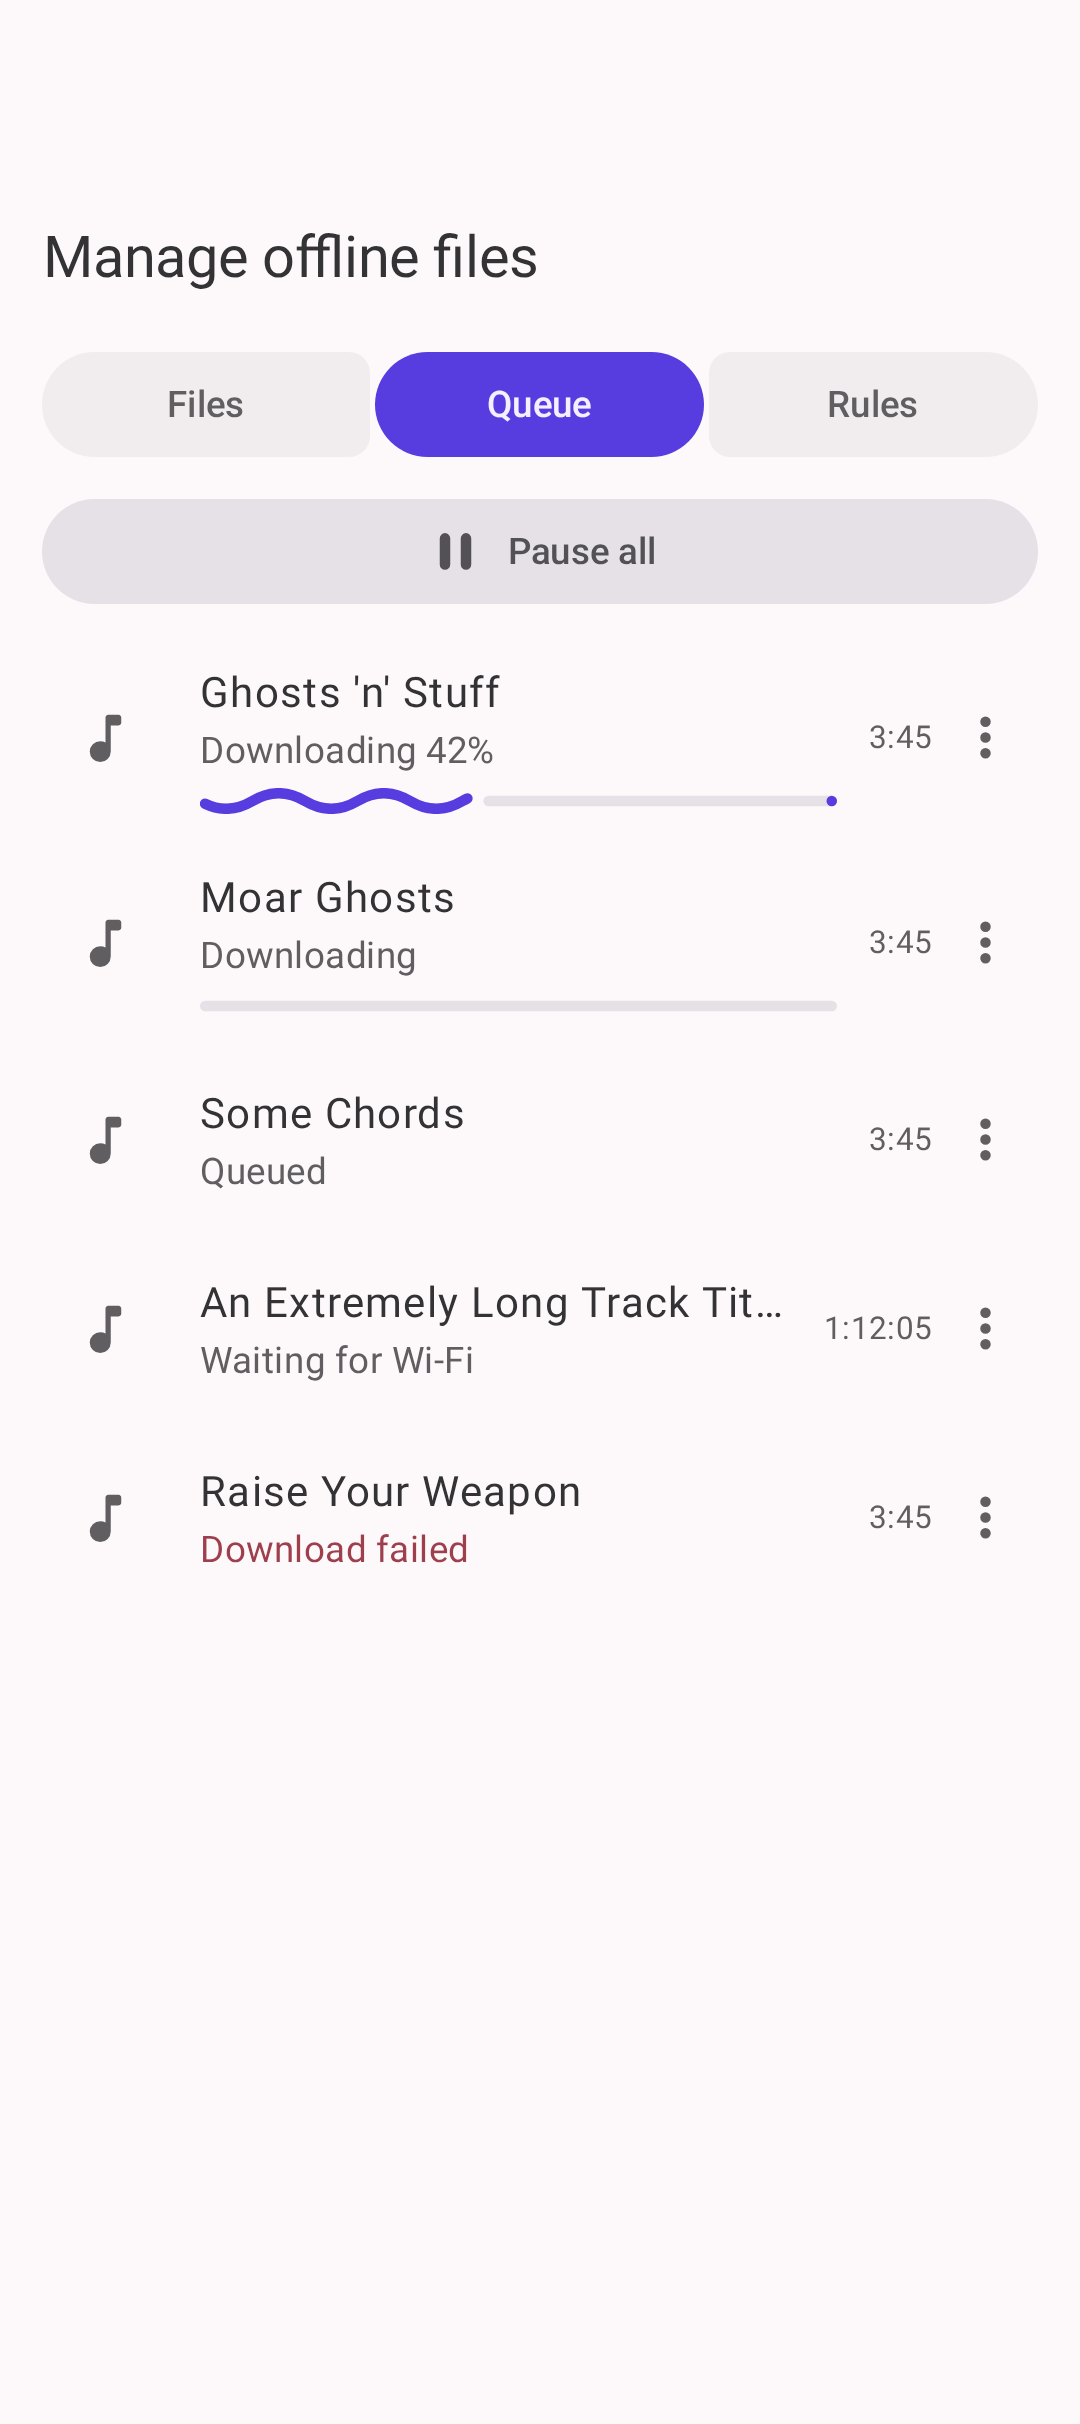 Manage offline files
Files
Queue
Rules
Pause all
Ghosts 'n' Stuff
Downloading 42%
3:45
Moar Ghosts
Downloading
3:45
Some Chords
Queued
3:45
An Extremely Long Track Tit…
Waiting for Wi-Fi
1:12:05
Raise Your Weapon
Download failed
3:45